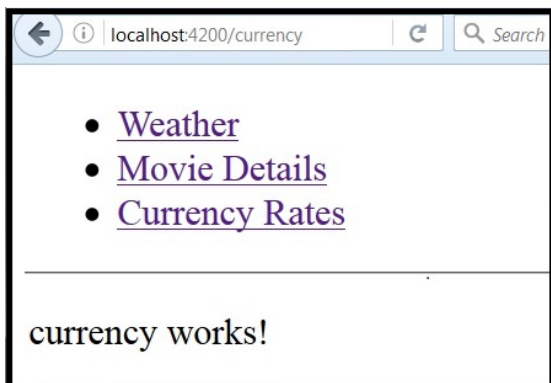 localhost:4200/currency
Search
Weather
Movie Details
Currency Rates
currency works!